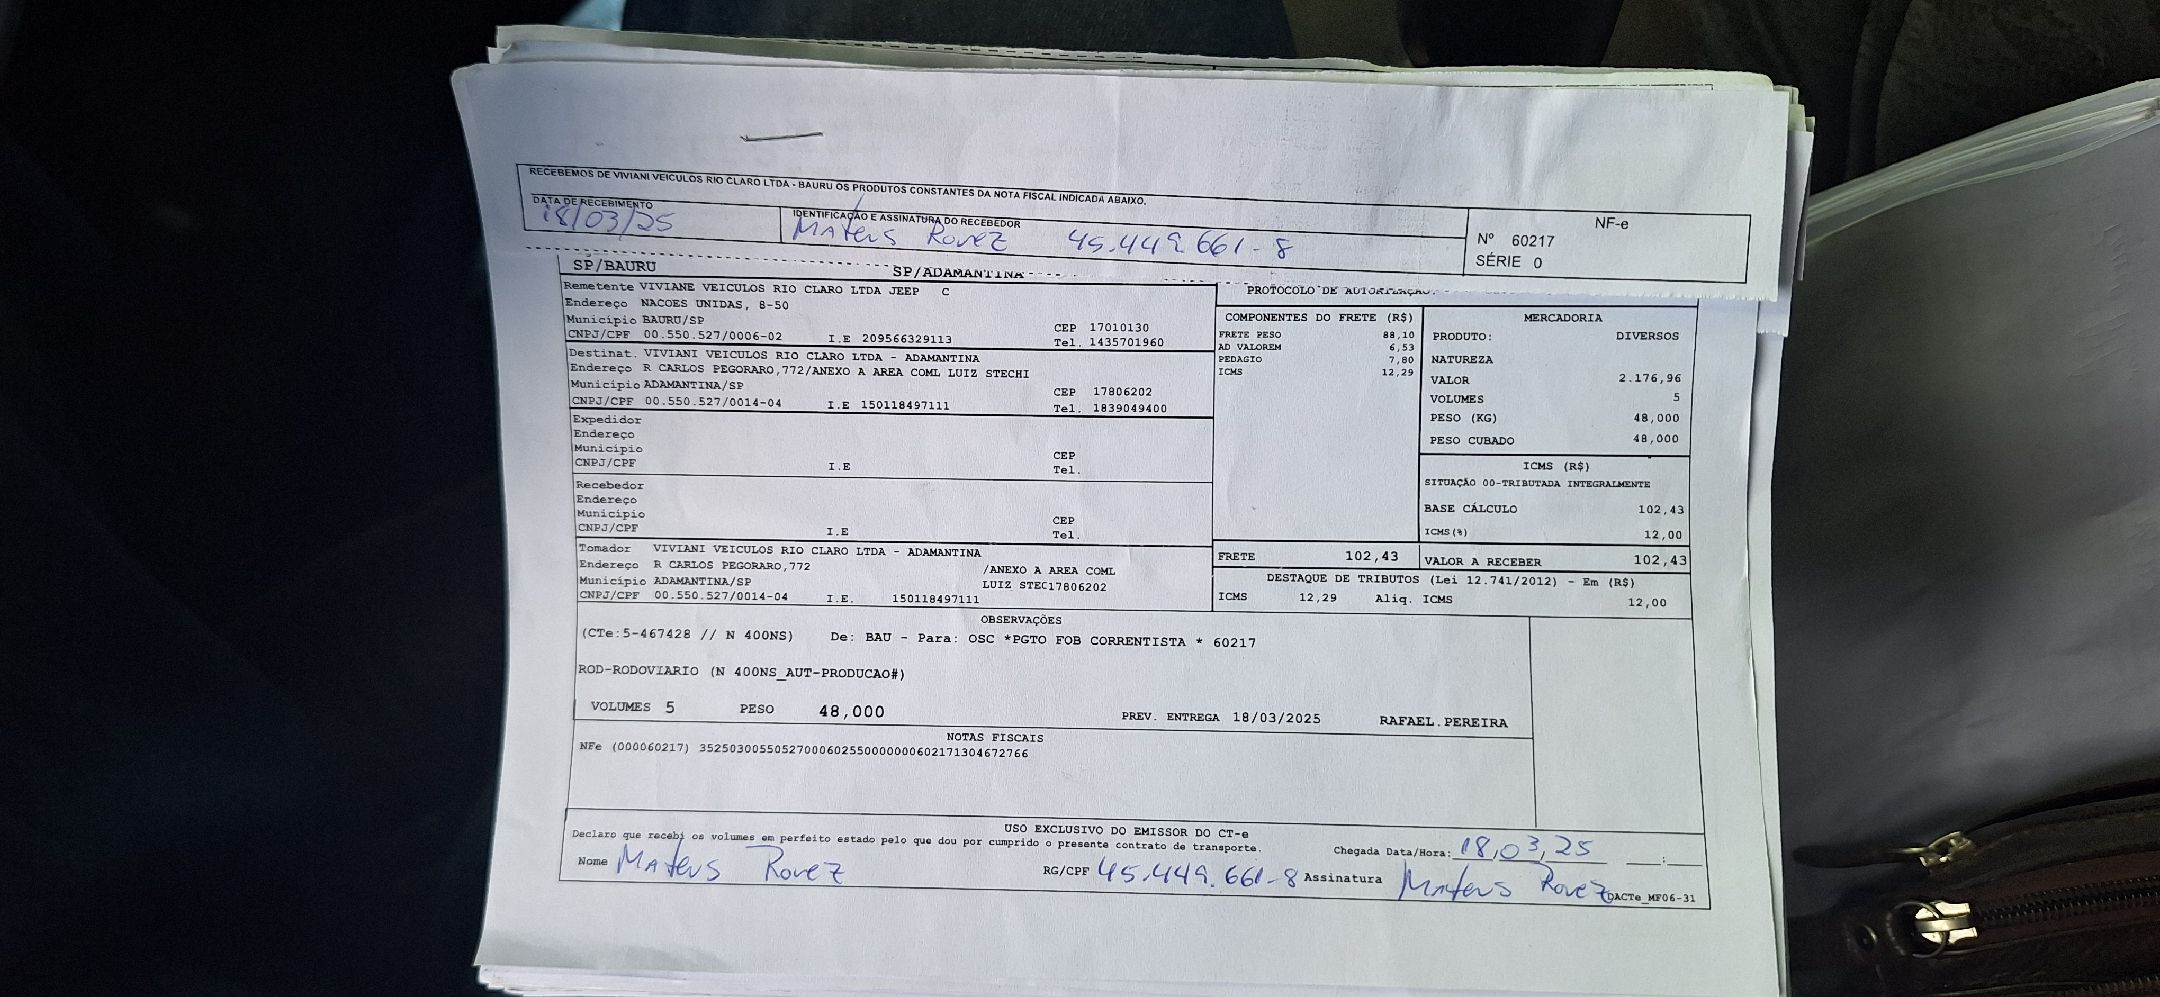 RECEBEMOS DE VIVIANI VEICULOS RIO CLARO LTDA - BAURU OS PRODUTOS CONSTANTES DA NOTA FISCAL INDICADA ABAIXO.
DATA DE RECEBIMENTO IDENTIFICAÇÃO E ASSINATURA DO RECEBEDOR NF-e
18/03/25 Mateus Rovez 45.449.661-8 Nº 60217
SÉRIE 0
SP/BAURU SP/ADAMANTINA
Remetente VIVIANE VEICULOS RIO CLARO LTDA JEEP C
Endereço NACOES UNIDAS, 8-50
Município BAURU/SP CEP 17010130
CNPJ/CPF 00.550.527/0006-02 I.E 209566329113 Tel. 1435701960
Destinat. VIVIANI VEICULOS RIO CLARO LTDA - ADAMANTINA
Endereço R CARLOS PEGORARO,772/ANEXO A AREA COML LUIZ STECHI
Município ADAMANTINA/SP CEP 17806202
CNPJ/CPF 00.550.527/0014-04 I.E 150118497111 Tel. 1839049400
Expedidor
Endereço
Município CEP
CNPJ/CPF I.E Tel.
Recebedor
Endereço
Município CEP
CNPJ/CPF I.E Tel.
Tomador VIVIANI VEICULOS RIO CLARO LTDA - ADAMANTINA
Endereço R CARLOS PEGORARO,772 /ANEXO A AREA COML
Município ADAMANTINA/SP LUIZ STEC17806202
CNPJ/CPF 00.550.527/0014-04 I.E. 150118497111
PROTOCOLO DE
COMPONENTES DO FRETE (R$)
FRETE PESO 88,10
AD VALOREM 6,53
PEDAGIO 7,80
ICMS 12,29
MERCADORIA
PRODUTO: DIVERSOS
NATUREZA
VALOR 2.176,96
VOLUMES 5
PESO (KG) 48,000
PESO CUBADO 48,000
ICMS (R$)
SITUAÇÃO 00-TRIBUTADA INTEGRALMENTE
BASE CÁLCULO 102,43
ICMS(%) 12,00
FRETE 102,43 VALOR A RECEBER 102,43
DESTAQUE DE TRIBUTOS (Lei 12.741/2012) - Em (R$)
ICMS 12,29 Aliq. ICMS 12,00
OBSERVAÇÕES
(CTe:5-467428 // N 400NS) De: BAU - Para: OSC *PGTO FOB CORRENTISTA * 60217
ROD-RODOVIARIO (N 400NS_AUT-PRODUCAO#)
VOLUMES 5 PESO 48,000 PREV. ENTREGA 18/03/2025 RAFAEL.PEREIRA
NOTAS FISCAIS
NFe (000060217) 35250300550527000602550000000602171304672766
USO EXCLUSIVO DO EMISSOR DO CT-e
Declaro que recebi os volumes em perfeito estado pelo que dou por cumprido o presente contrato de transporte. Chegada Data/Hora: 18,03,25 __:__
Nome Mateus Rovez RG/CPF 45.449.661-8 Assinatura Mateus Rovez DACTe_MF06-31